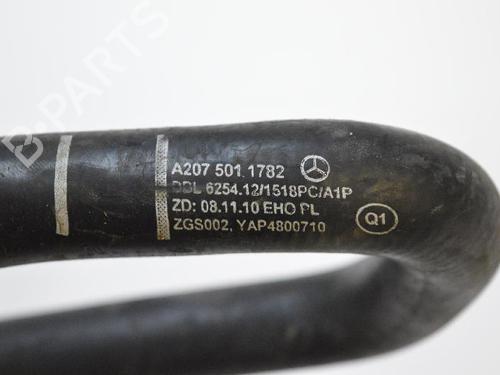 A207 501 1782
DBL 6254.12/1518PC/A1P
ZD: 08.11.10 EHO PL
ZGS002, YAP4800710
Q1
B-PARTS